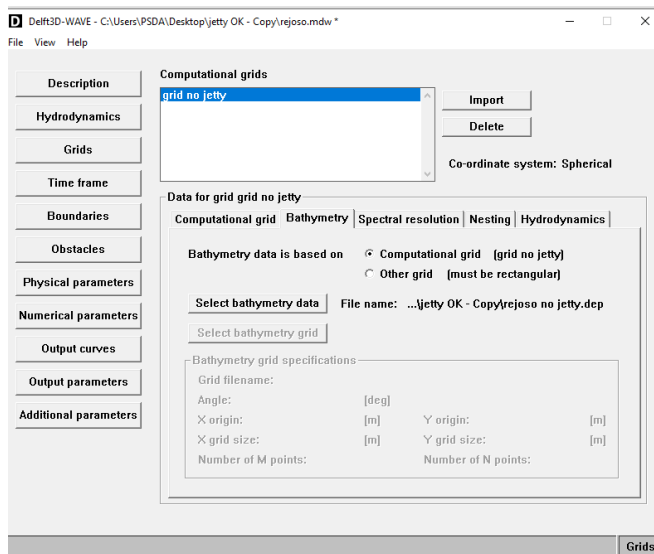 D Delft3D-WAVE - C:\Users\PSDA\Desktop\jetty OK - Copy\rejoso.mdw *
File View Help
Description
Hydrodynamics
Grids
Time frame
Boundaries
Obstacles
Physical parameters
Numerical parameters
Output curves
Output parameters
Additional parameters
Computational grids
grid no jetty
Import
Delete
Co-ordinate system: Spherical
Data for grid grid no jetty
Computational grid Bathymetry Spectral resolution Nesting Hydrodynamics
Bathymetry data is based on Computational grid (grid no jetty)
Other grid (must be rectangular)
Select bathymetry data File name: ...\jetty OK - Copy\rejoso no jetty.dep
Select bathymetry grid
Bathymetry grid specifications
Grid filename:
Angle: [deg]
X origin: [m] Y origin: [m]
X grid size: [m] Y grid size: [m]
Number of M points: Number of N points:
Grids